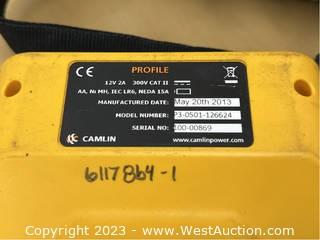 CE PROFILE
12V 2A 300V CAT II
AA, Ni MH, IEC LR6, NEDA 15A
MANUFACTURED DATE: May 20th 2013
MODEL NUMBER: P3-0501-126624
SERIAL NO: 100-00869
CAMLIN www.camlinpower.com
6117864-1
Copyright 2023 - www.WestAuction.com